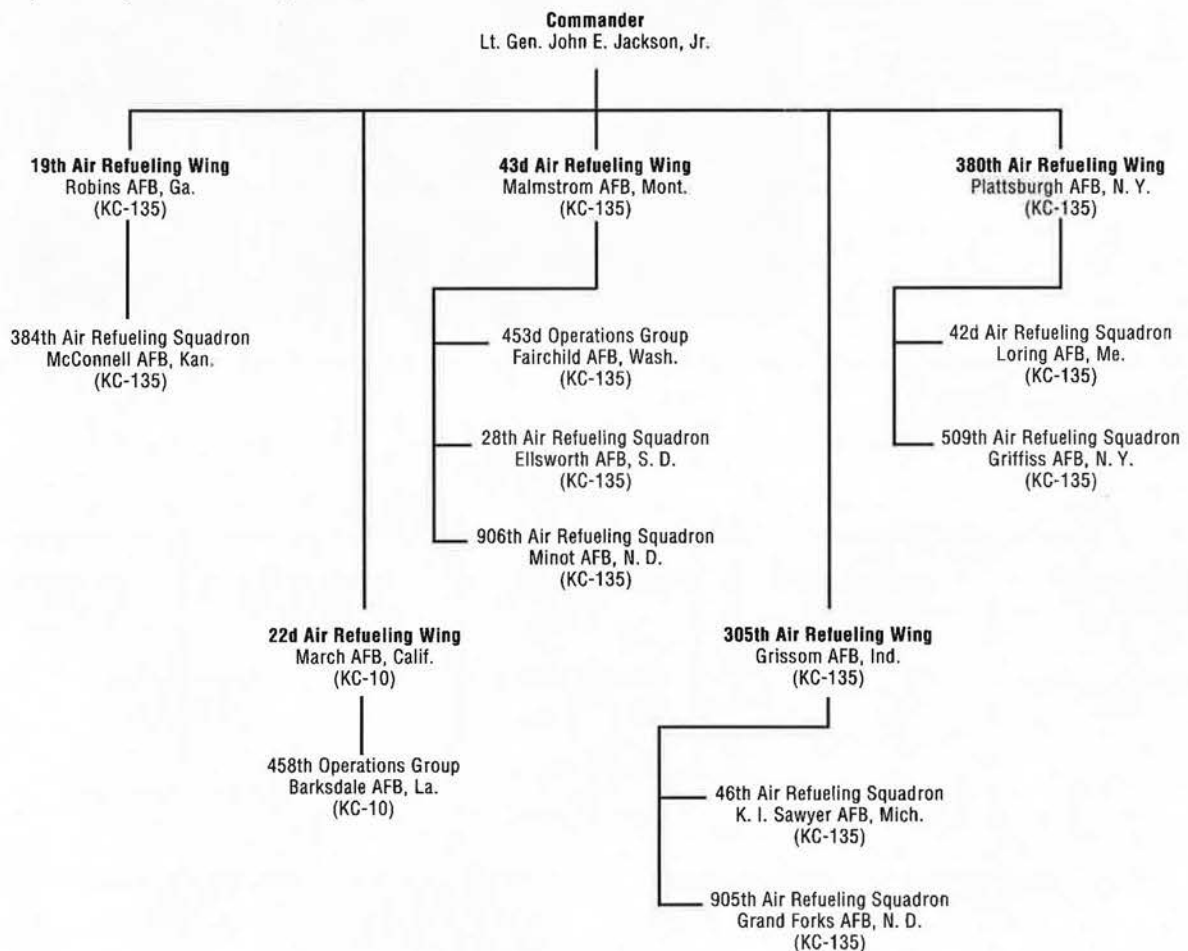 Commander
Lt. Gen. John E. Jackson, Jr.
19th Air Refueling Wing
Robins AFB, Ga.
(KC-135)
384th Air Refueling Squadron
McConnell AFB, Kan.
(KC-135)
22d Air Refueling Wing
March AFB, Calif.
(KC-10)
458th Operations Group
Barksdale AFB, La.
(KC-10)
43d Air Refueling Wing
Malmstrom AFB, Mont.
(KC-135)
453d Operations Group
Fairchild AFB, Wash.
(KC-135)
28th Air Refueling Squadron
Ellsworth AFB, S. D.
(KC-135)
906th Air Refueling Squadron
Minot AFB, N. D.
(KC-135)
305th Air Refueling Wing
Grissom AFB, Ind.
(KC-135)
46th Air Refueling Squadron
K. I. Sawyer AFB, Mich.
(KC-135)
905th Air Refueling Squadron
Grand Forks AFB, N. D.
(KC-135)
380th Air Refueling Wing
Plattsburgh AFB, N. Y.
(KC-135)
42d Air Refueling Squadron
Loring AFB, Me.
(KC-135)
509th Air Refueling Squadron
Griffiss AFB, N. Y.
(KC-135)